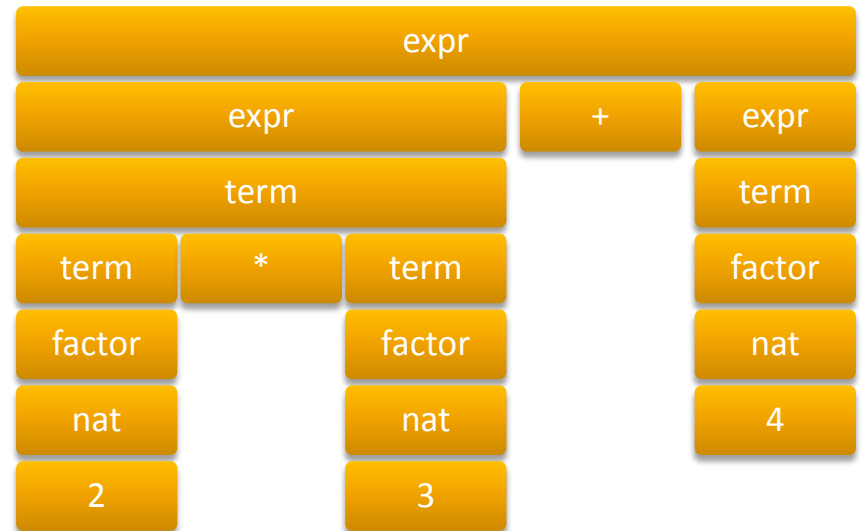 expr
expr + expr
term term
term * term factor
factor factor nat
nat nat 4
2 3